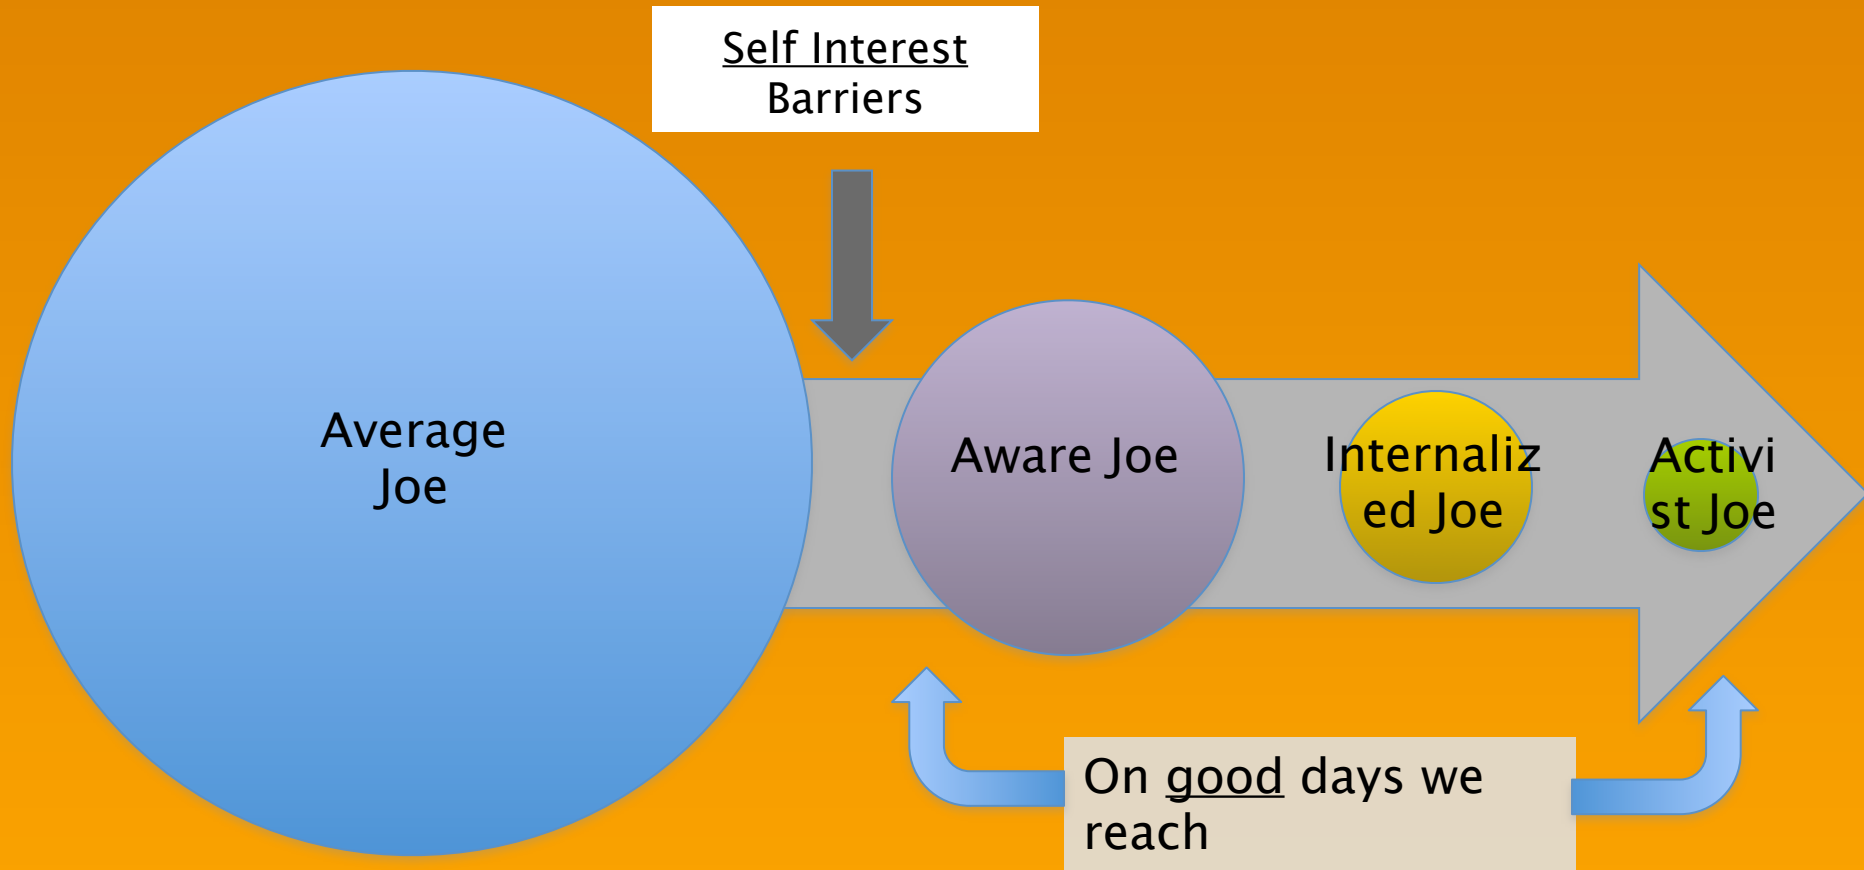 Self Interest
Barriers
Average
Joe
Aware Joe
Internaliz
ed Joe
Activi
st Joe
On good days we
reach